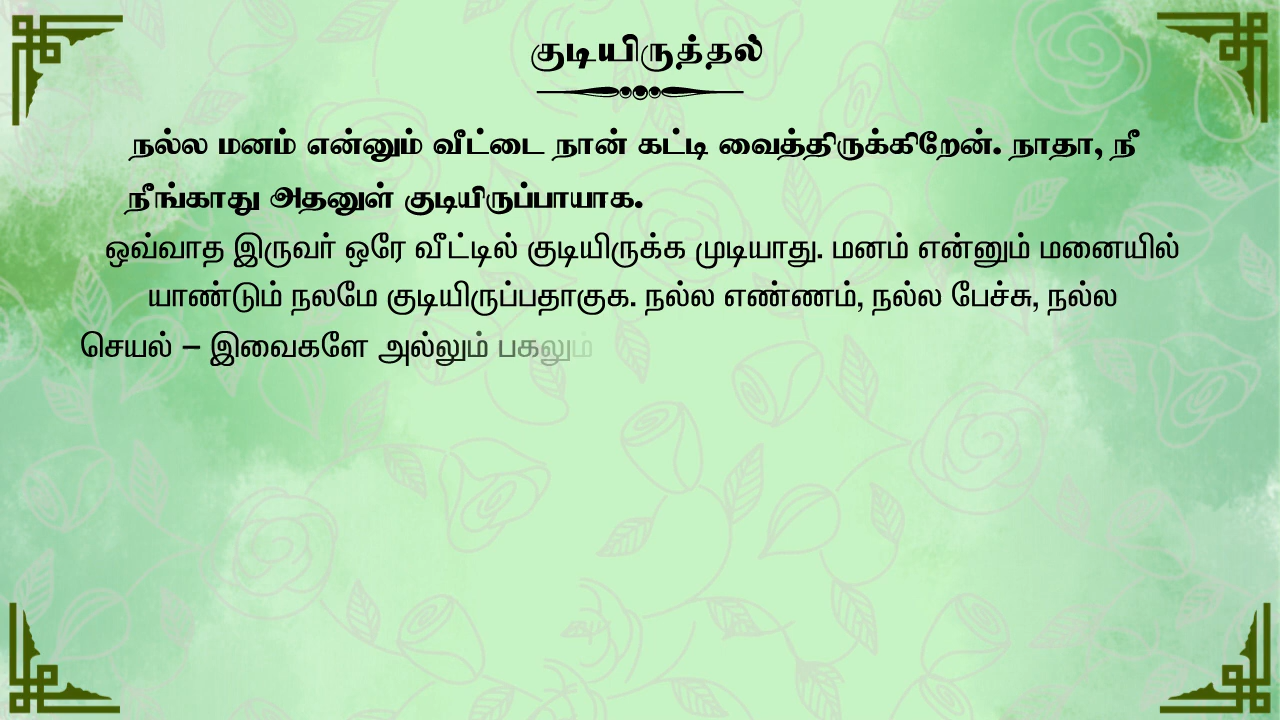 குடியிருத்தல்
நல்ல மனம் என்னும் வீட்டை நான் கட்டி வைத்திருக்கிறேன். நாதா, நீ
நீங்காது அதனுள் குடியிருப்பாயாக.
ஒவ்வாத இருவர் ஒரே வீட்டில் குடியிருக்க முடியாது. மனம் என்னும் மனையில்
யாண்டும் நலமே குடியிருப்பதாகுக. நல்ல எண்ணம், நல்ல பேச்சு, நல்ல
செயல் – இவைகளே அல்லும் பகலும்